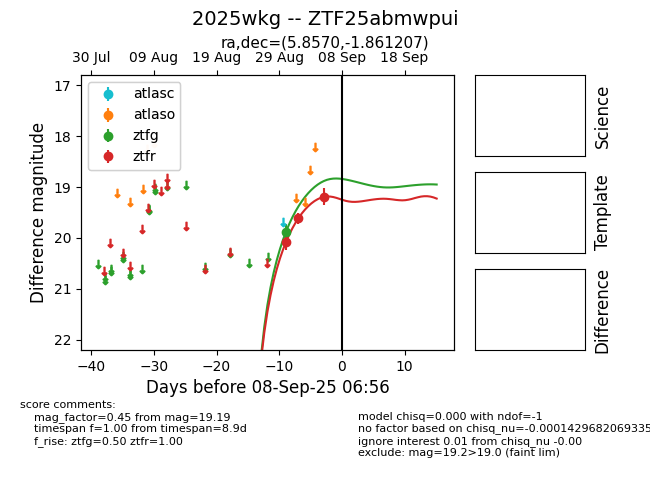 2025wkg -- ZTF25abmwpui
ra,dec=(5.8570,-1.861207)
30 Jul 09 Aug 19 Aug 29 Aug 08 Sep 18 Sep
atlasc
atlaso
ztfg
ztfr
17
18
19
20
21
22
Difference magnitude
−40 −30 −20 −10 0 10
Days before 08-Sep-25 06:56
Science
Template
Difference
score comments:
mag_factor=0.45 from mag=19.19
timespan f=1.00 from timespan=8.9d
f_rise: ztfg=0.50 ztfr=1.00
model chisq=0.000 with ndof=-1
no factor based on chisq_nu=-0.0001429682069335
ignore interest 0.01 from chisq_nu -0.00
exclude: mag=19.2>19.0 (faint lim)